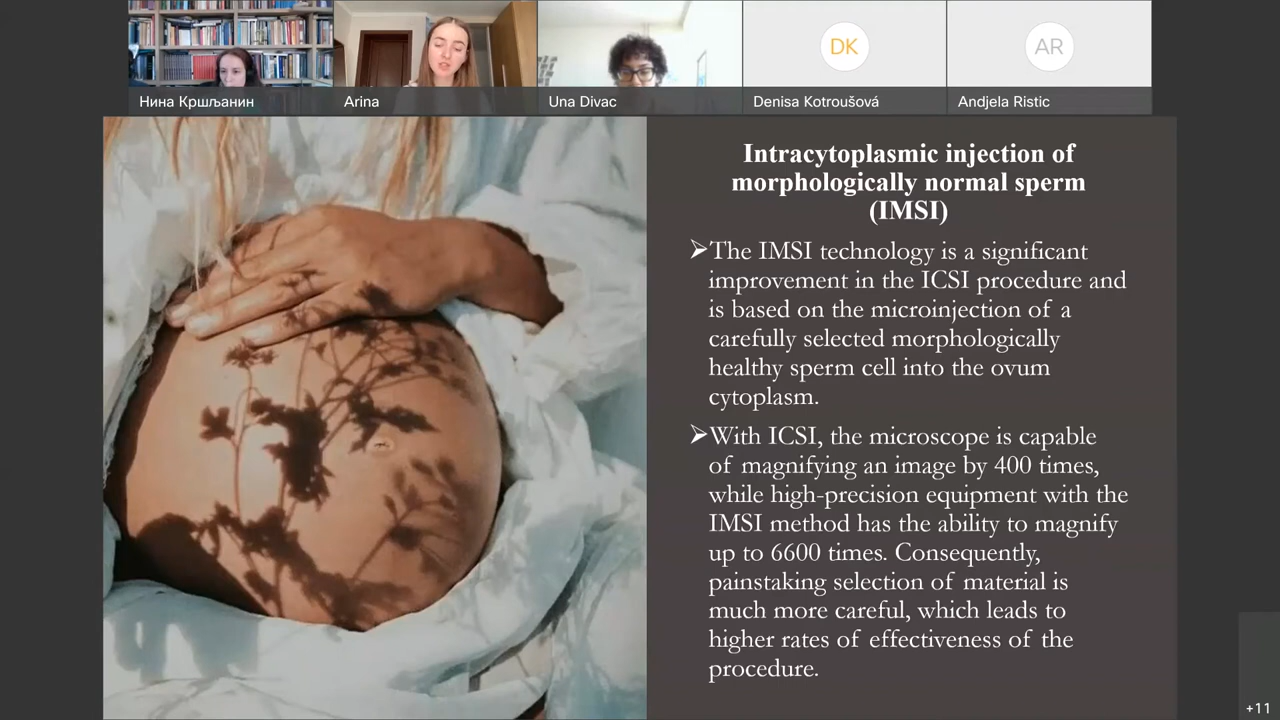 Нина Кршљанин
Arina
Una Divac
DK
Denisa Kotroušová
AR
Andjela Ristic
Intracytoplasmic injection of
morphologically normal sperm
(IMSI)
➢The IMSI technology is a significant
improvement in the ICSI procedure and
is based on the microinjection of a
carefully selected morphologically
healthy sperm cell into the ovum
cytoplasm.
➢With ICSI, the microscope is capable
of magnifying an image by 400 times,
while high-precision equipment with the
IMSI method has the ability to magnify
up to 6600 times. Consequently,
painstaking selection of material is
much more careful, which leads to
higher rates of effectiveness of the
procedure.
+11